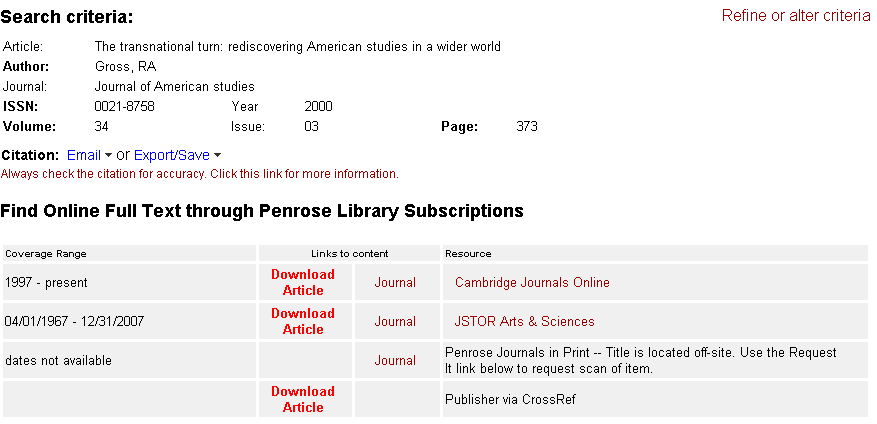 Search criteria:
Refine or alter criteria
Article: The transnational turn: rediscovering American studies in a wider world
Author: Gross, RA
Journal: Journal of American studies
ISSN: 0021-8758 Year 2000
Volume: 34 Issue: 03 Page: 373
Citation: Email or Export/Save
Always check the citation for accuracy. Click this link for more information.
Find Online Full Text through Penrose Library Subscriptions
Coverage Range Links to content Resource
1997 - present Download Article Journal Cambridge Journals Online
04/01/1967 - 12/31/2007 Download Article Journal JSTOR Arts & Sciences
dates not available Journal Penrose Journals in Print -- Title is located off-site. Use the Request
It link below to request scan of item.
Download Article Publisher via CrossRef